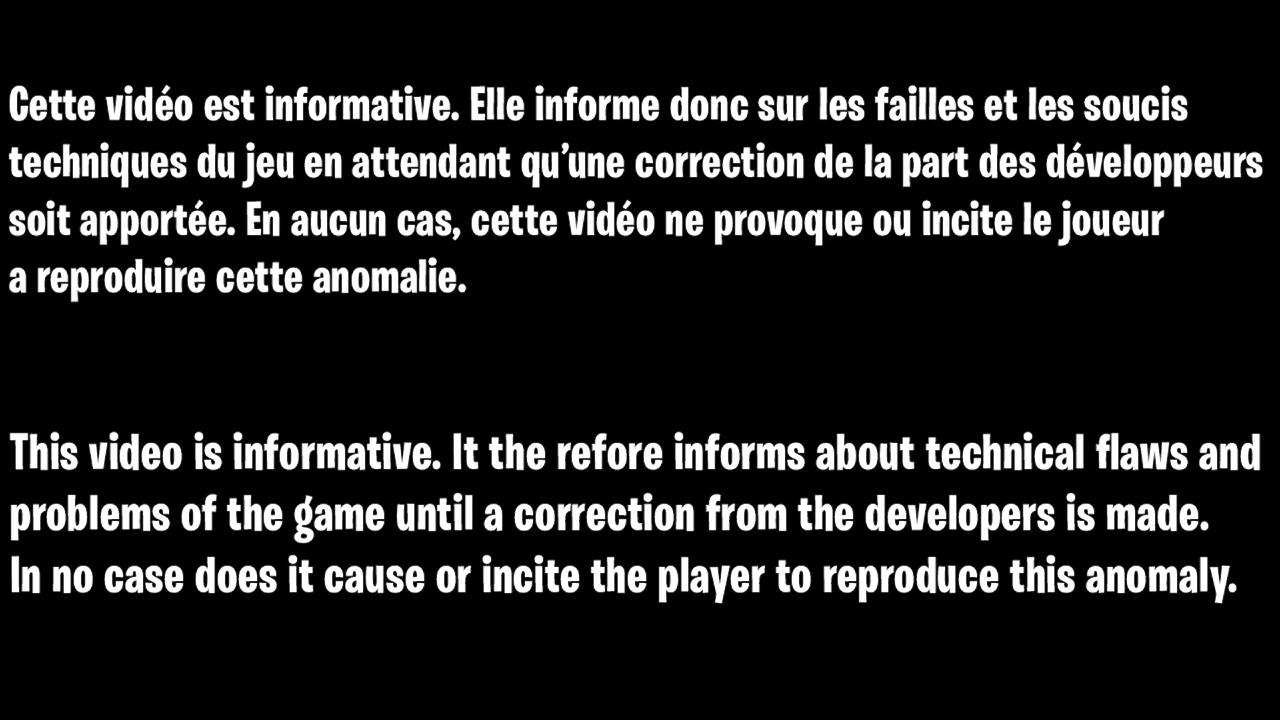 Cette vidéo est informative. Elle informe donc sur les failles et les soucis
techniques du jeu en attendant qu'une correction de la part des développeurs
soit apportée. En aucun cas, cette vidéo ne provoque ou incite le joueur
a reproduire cette anomalie.
This video is informative. It the refore informs about technical flaws and
problems of the game until a correction from the developers is made.
In no case does it cause or incite the player to reproduce this anomaly.